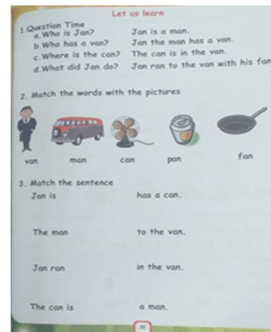 Let us learn
1.Question Time
a.Who is Jan? Jan is a man.
b.Who has a van? Jan the man has a van.
c.Where is the can? The can is in the van.
d.What did Jan do? Jan ran to the van with his fan
2. Match the words with the pictures
van man can pan fan
3. Match the sentence
Jan is has a can.
The man to the van.
Jan ran in the van.
The can is a man.